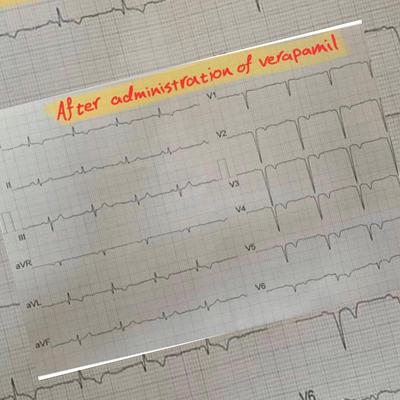 After administration of verapamil
V1
II
V2
III
V3
aVR
V4
aVL
V5
aVF
V6
V6